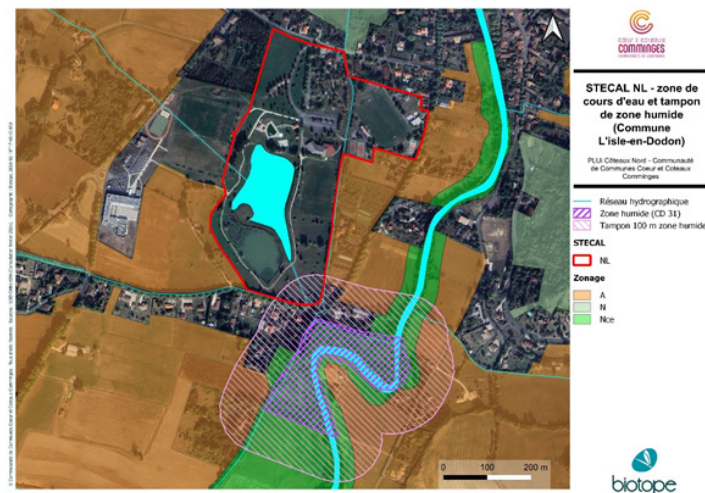 CŒUR & COTEAUX
COMMINGES
STECAL NL - zone de
cours d'eau et tampon
de zone humide
(Commune
L'isle-en-Dodon)
PLUi Côteaux Nord - Communauté
de Communes Coeur et Coteaux
Comminges
Réseau hydrographique
Zone humide (CD 31)
Tampon 100 m zone humide
STECAL
NL
Zonage
A
N
Nce
0 100 200 m
biotope